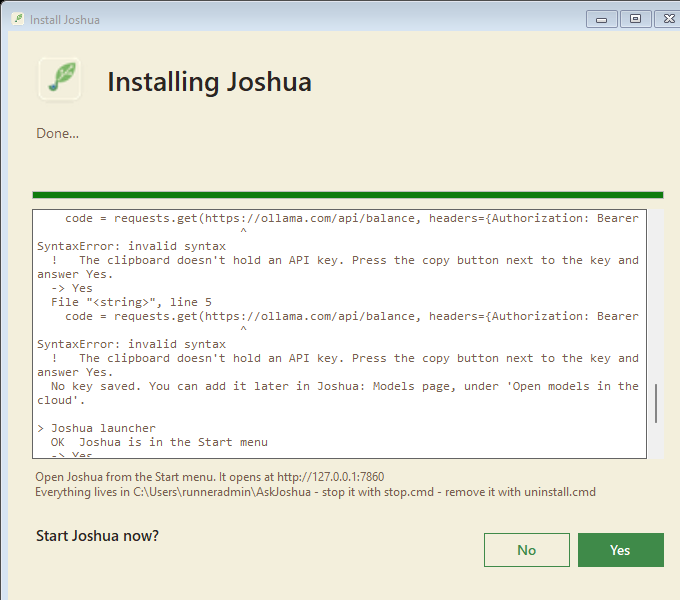 Install Joshua
Installing Joshua
Done...
code = requests.get(https://ollama.com/api/balance, headers={Authorization: Bearer
^
SyntaxError: invalid syntax
! The clipboard doesn't hold an API key. Press the copy button next to the key and
answer Yes.
-> Yes
File "<string>", line 5
code = requests.get(https://ollama.com/api/balance, headers={Authorization: Bearer
^
SyntaxError: invalid syntax
! The clipboard doesn't hold an API key. Press the copy button next to the key and
answer Yes.
No key saved. You can add it later in Joshua: Models page, under 'Open models in the
cloud'.
> Joshua launcher
OK Joshua is in the Start menu
-> Yes
Open Joshua from the Start menu. It opens at http://127.0.0.1:7860
Everything lives in C:\Users\runneradmin\AskJoshua - stop it with stop.cmd - remove it with uninstall.cmd
Start Joshua now?
No
Yes